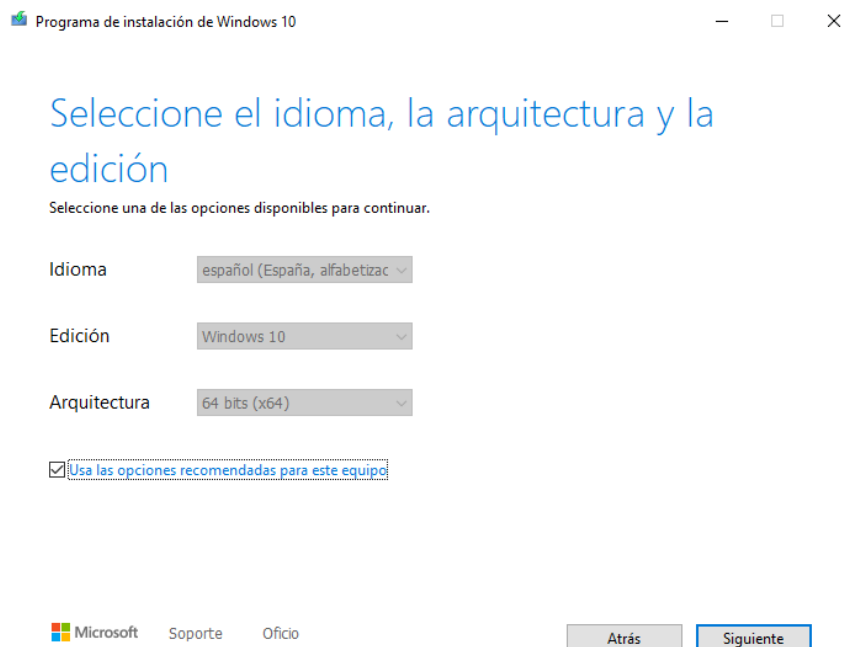 Programa de instalación de Windows 10
Seleccione el idioma, la arquitectura y la
edición
Seleccione una de las opciones disponibles para continuar.
Idioma español (España, alfabetizac
Edición Windows 10
Arquitectura 64 bits (x64)
Usa las opciones recomendadas para este equipo
Microsoft Soporte Oficio Atrás Siguiente